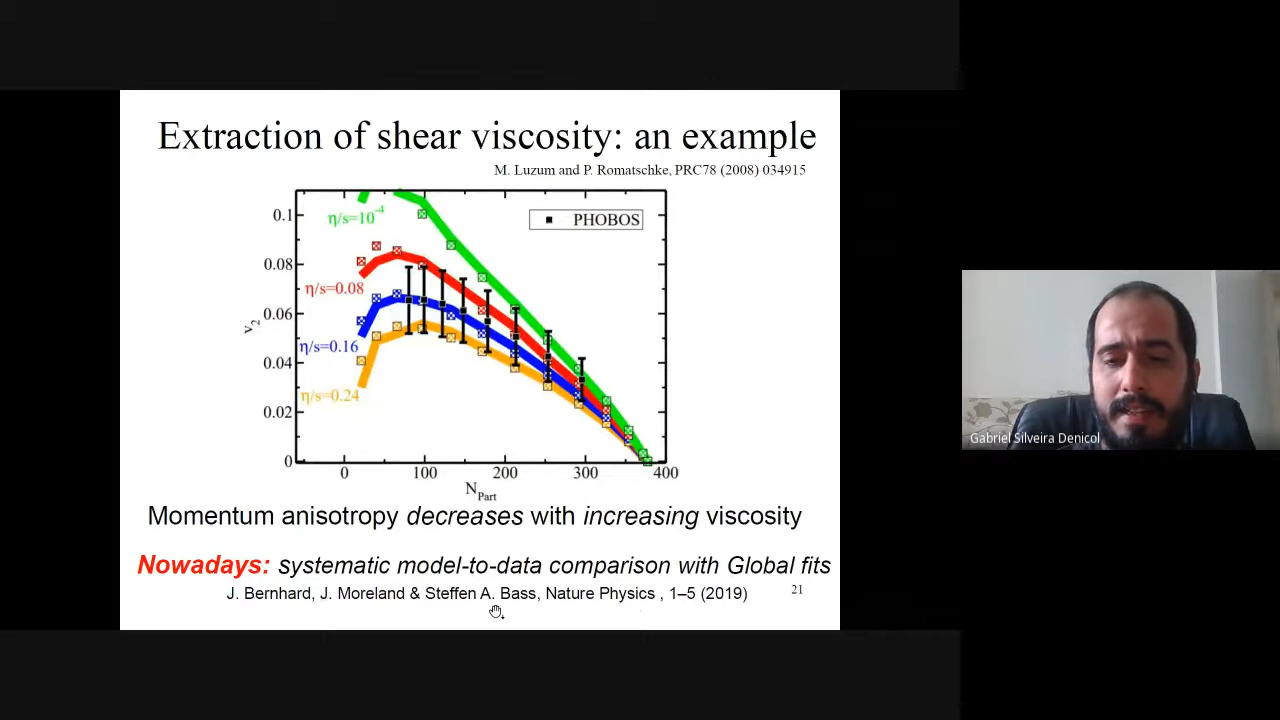 Extraction of shear viscosity: an example
M. Luzum and P. Romatschke, PRC78 (2008) 034915
η/s=10⁻⁴
PHOBOS
0.1
0.08
η/s=0.08
0.06
v₂
η/s=0.16
0.04
η/s=0.24
0.02
0
0 100 200 300 400
N_Part
Momentum anisotropy decreases with increasing viscosity
Nowadays: systematic model-to-data comparison with Global fits
J. Bernhard, J. Moreland & Steffen A. Bass, Nature Physics , 1–5 (2019)
21
Gabriel Silveira Denicol